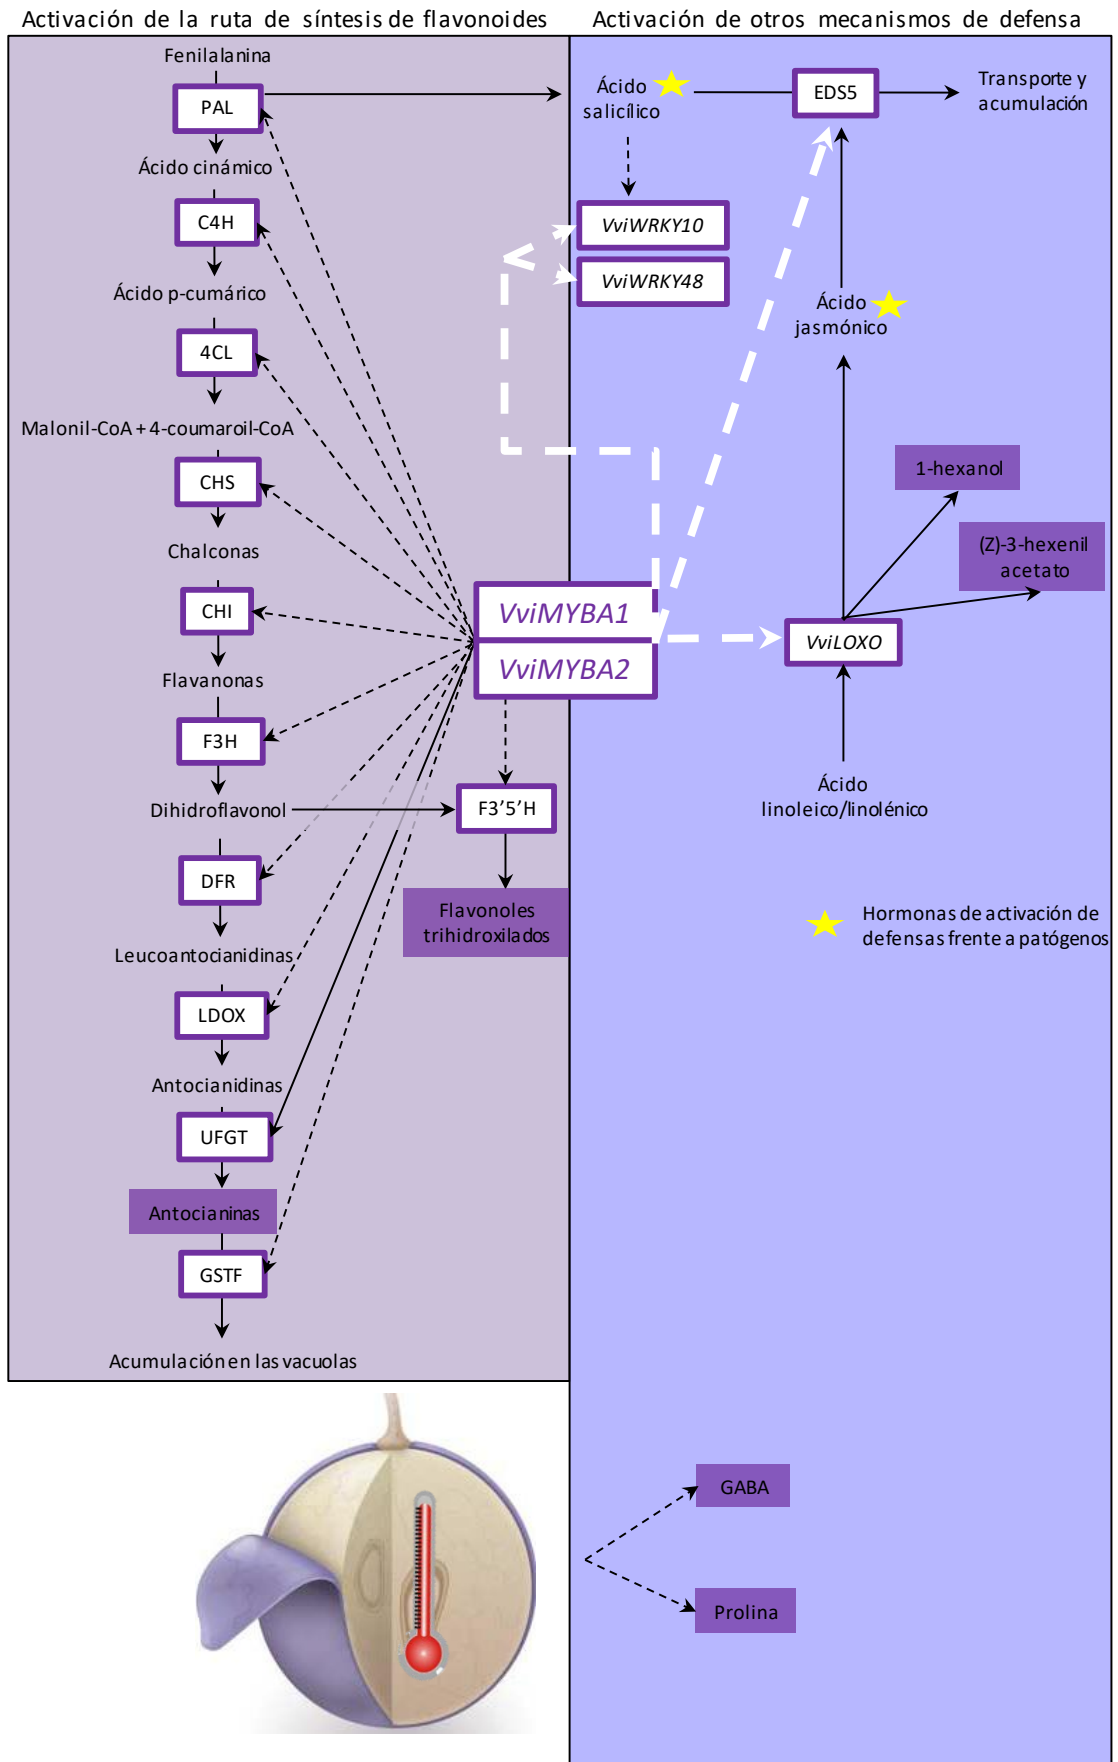 Activación de la ruta de síntesis de flavonoides
Activación de otros mecanismos de defensa
Fenilalanina
PAL
Ácido cinámico
C4H
Ácido p-cumárico
4CL
Malonil-CoA + 4-coumaroil-CoA
CHS
Chalconas
CHI
Flavanonas
F3H
Dihidroflavonol
DFR
Leucoantocianidinas
LDOX
Antocianidinas
UFGT
Antocianinas
GSTF
Acumulación en las vacuolas
VviMYBA1
VviMYBA2
F3'5'H
Flavonoles
trihidroxilados
Ácido
salicílico
EDS5
Transporte y
acumulación
VviWRKY10
VviWRKY48
Ácido
jasmónico
1-hexanol
(Z)-3-hexenil
acetato
VviLOXO
Ácido
linoleico/linolénico
Hormonas de activación de
defensas frente a patógenos
GABA
Prolina